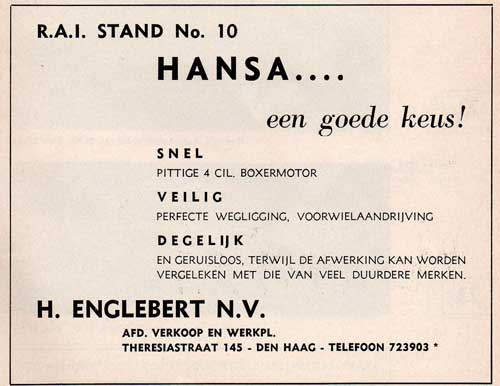 R.A.I. STAND No. 10
HANSA....
een goede keus!
SNEL
PITTIGE 4 CIL. BOXERMOTOR
VEILIG
PERFECTE WEGLIGGING, VOORWIELAANDRIJVING
DEGELIJK
EN GERUISLOOS, TERWIJL DE AFWERKING KAN WORDEN
VERGELEKEN MET DIE VAN VEEL DUURDERE MERKEN.
H. ENGLEBERT N.V.
AFD. VERKOOP EN WERKPL.
THERESIASTRAAT 145 - DEN HAAG - TELEFOON 723903 *